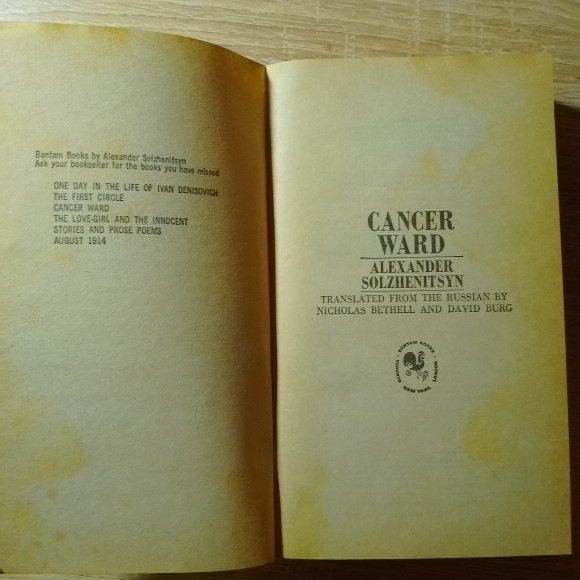 Bantam Books by Alexander Solzhenitsyn
Ask your bookseller for the books you have missed
ONE DAY IN THE LIFE OF IVAN DENISOVICH
THE FIRST CIRCLE
CANCER WARD
THE LOVE-GIRL AND THE INNOCENT
STORIES AND PROSE POEMS
AUGUST 1914
CANCER
WARD
ALEXANDER
SOLZHENITSYN
TRANSLATED FROM THE RUSSIAN BY
NICHOLAS BETHELL AND DAVID BURG
BANTAM BOOKS
LONDON
NEW YORK